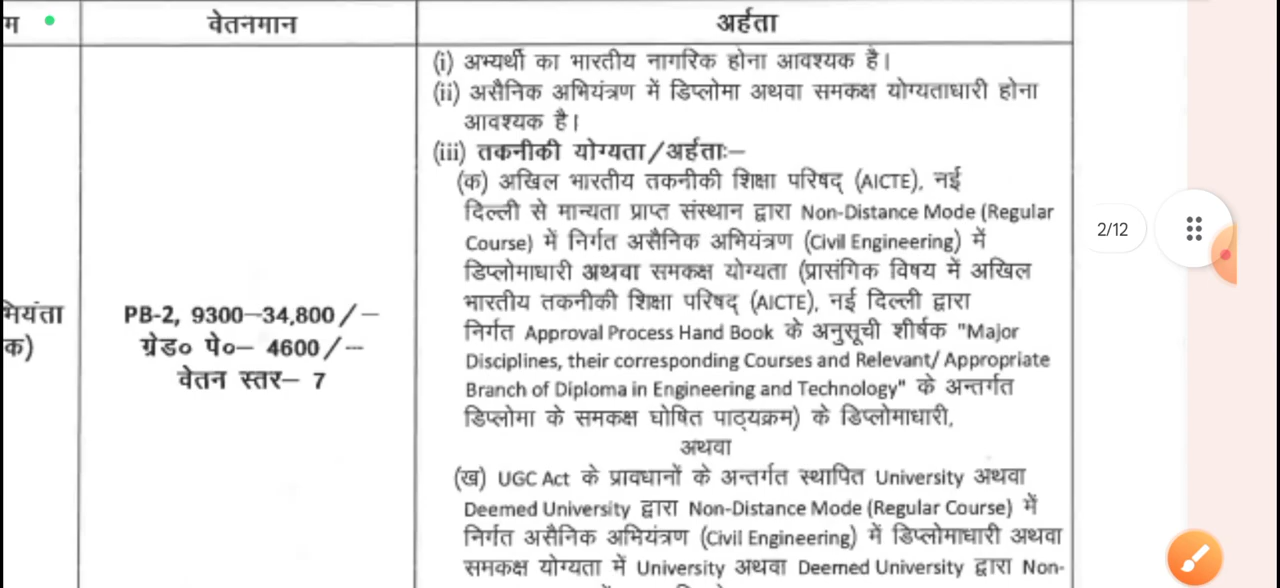 म
वेतनमान
अर्हता
(i) अभ्यर्थी का भारतीय नागरिक होना आवश्यक है।
(ii) असैनिक अभियंत्रण में डिप्लोमा अथवा समकक्ष योग्यताधारी होना
आवश्यक है।
(iii) तकनीकी योग्यता/अर्हताः–
(क) अखिल भारतीय तकनीकी शिक्षा परिषद् (AICTE), नई
दिल्ली से मान्यता प्राप्त संस्थान द्वारा Non-Distance Mode (Regular
Course) में निर्गत असैनिक अभियंत्रण (Civil Engineering) में
डिप्लोमाधारी अथवा समकक्ष योग्यता (प्रासंगिक विषय में अखिल
भारतीय तकनीकी शिक्षा परिषद् (AICTE), नई दिल्ली द्वारा
निर्गत Approval Process Hand Book के अनुसूची शीर्षक "Major
Disciplines, their corresponding Courses and Relevant/ Appropriate
Branch of Diploma in Engineering and Technology" के अन्तर्गत
डिप्लोमा के समकक्ष घोषित पाठ्यक्रम) के डिप्लोमाधारी,
अथवा
(ख) UGC Act के प्रावधानों के अन्तर्गत स्थापित University अथवा
Deemed University द्वारा Non-Distance Mode (Regular Course) में
निर्गत असैनिक अभियंत्रण (Civil Engineering) में डिप्लोमाधारी अथवा
समकक्ष योग्यता में University अथवा Deemed University द्वारा Non-
मियंता
क)
PB-2, 9300–34,800/–
ग्रेड० पे०– 4600/–
वेतन स्तर– 7
2/12